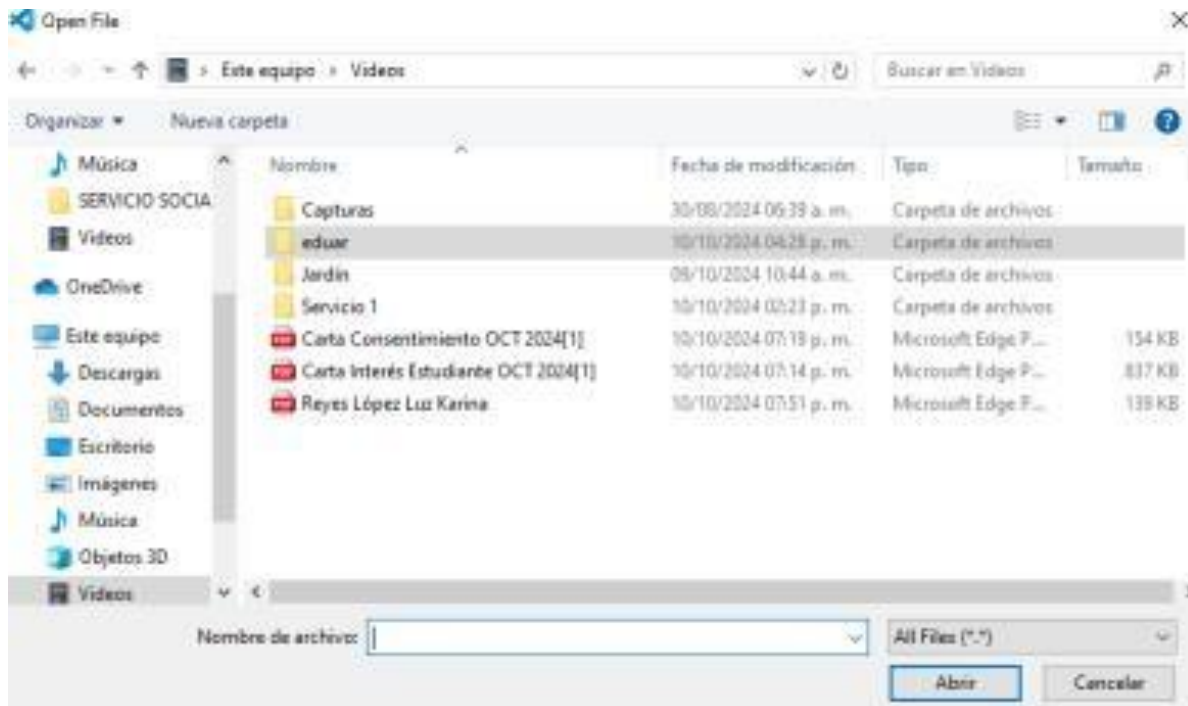 Open File
Este equipo > Videos
Buscar en Videos
Organizar
Nueva carpeta
Nombre Fecha de modificación Tipo Tamaño
Música
SERVICIO SOCIA
Videos
OneDrive
Este equipo
Descargas
Documentos
Escritorio
Imágenes
Música
Objetos 3D
Videos
Capturas 30/08/2024 06:39 a. m. Carpeta de archivos
eduar 10/10/2024 04:28 p. m. Carpeta de archivos
Jardín 09/10/2024 10:44 a. m. Carpeta de archivos
Servicio 1 10/10/2024 02:23 p. m. Carpeta de archivos
Carta Consentimiento OCT 2024[1] 10/10/2024 07:19 p. m. Microsoft Edge P... 154 KB
Carta Interés Estudiante OCT 2024[1] 10/10/2024 07:14 p. m. Microsoft Edge P... 837 KB
Reyes López Luz Karina 10/10/2024 07:51 p. m. Microsoft Edge P... 139 KB
Nombre de archivo:
All Files (*.*)
Abrir
Cancelar